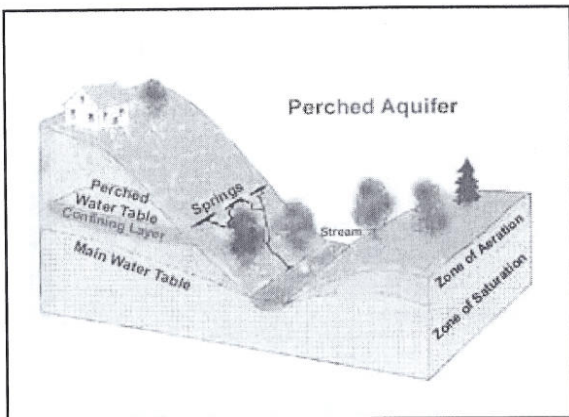 Perched Aquifer
Perched
Water Table
Confining Layer
Springs
Stream
Main Water Table
Zone of Aeration
Zone of Saturation